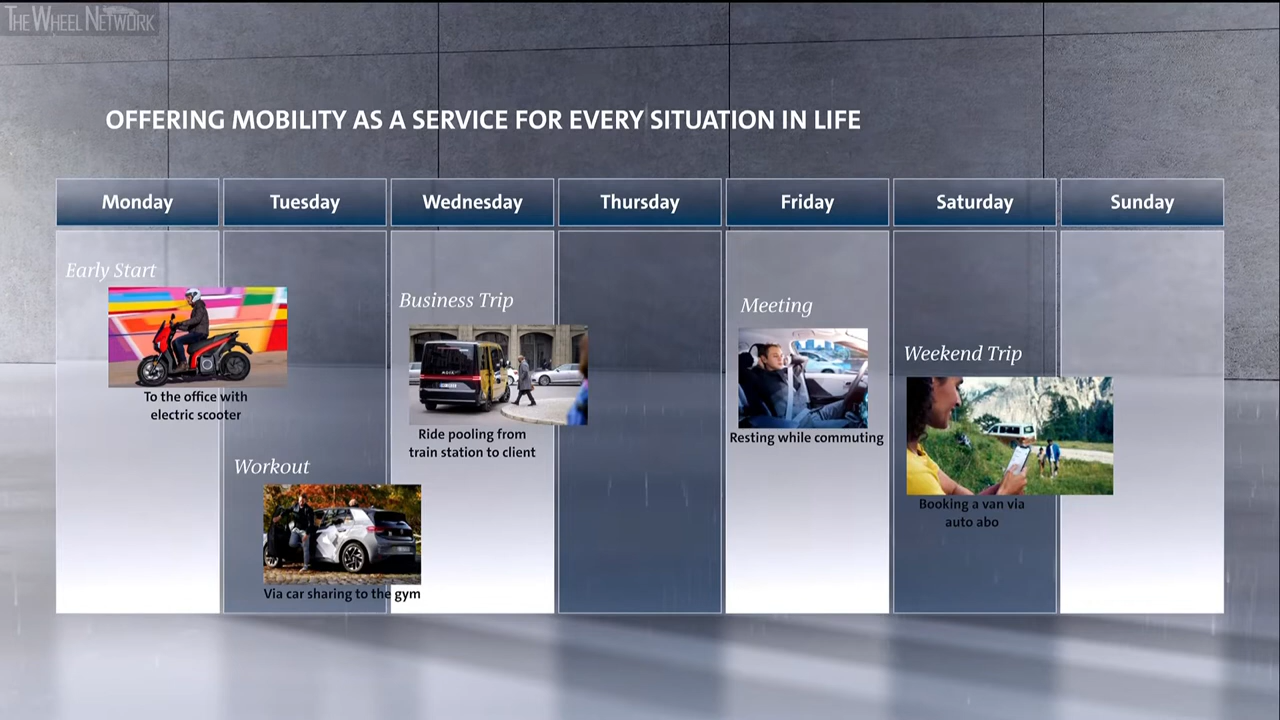 THE WHEEL NETWORK
OFFERING MOBILITY AS A SERVICE FOR EVERY SITUATION IN LIFE
Monday
Tuesday
Wednesday
Thursday
Friday
Saturday
Sunday
Early Start
To the office with
electric scooter
Workout
Via car sharing to the gym
Business Trip
MOIA
Ride pooling from
train station to client
Meeting
Resting while commuting
Weekend Trip
Booking a van via
auto abo